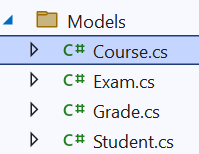 Models
C# Course.cs
C# Exam.cs
C# Grade.cs
C# Student.cs